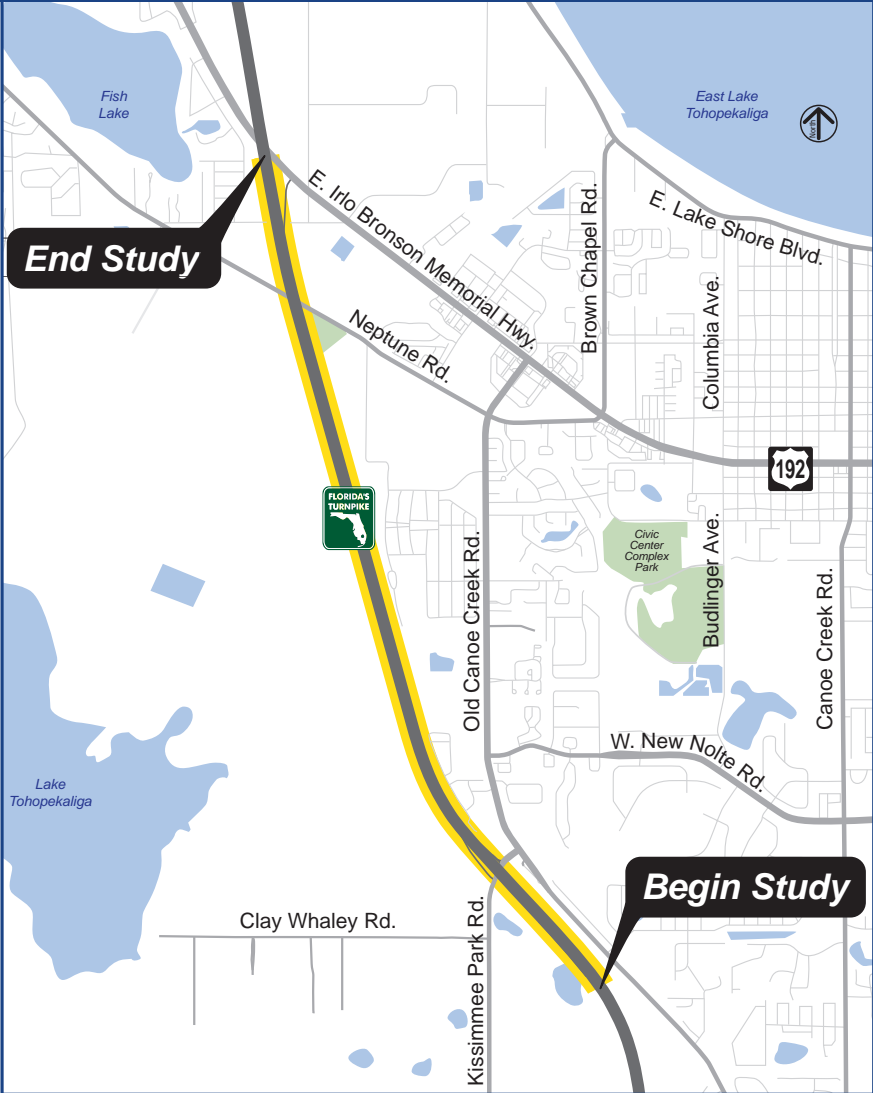 Fish
Lake
East Lake
Tohopekaliga
North
End Study
E. Irlo Bronson Memorial Hwy.
Brown Chapel Rd.
E. Lake Shore Blvd.
Neptune Rd.
Columbia Ave.
192
FLORIDA'S
TURNPIKE
Old Canoe Creek Rd.
Civic
Center
Complex
Park
Budlinger Ave.
Canoe Creek Rd.
W. New Nolte Rd.
Lake
Tohopekaliga
Begin Study
Clay Whaley Rd.
Kissimmee Park Rd.